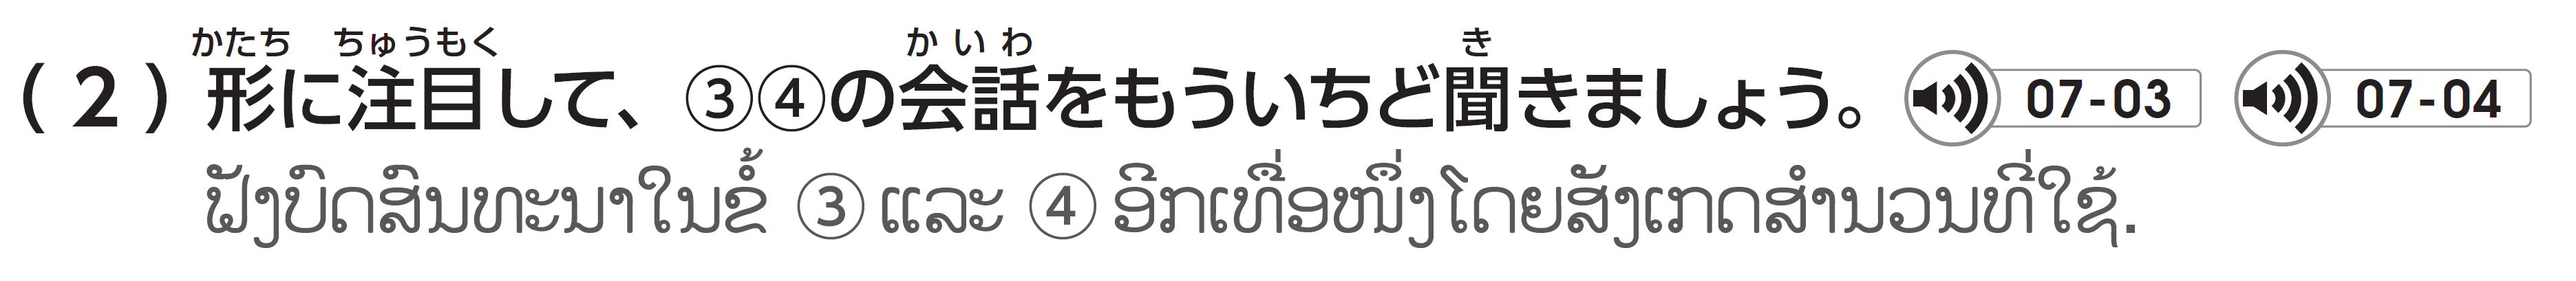 かたち ちゅうもく かいわ き
(2)形に注目して、③④の会話をもういちど聞きましょう。 07-03 07-04
ຟັງບົດສົນທະນາໃນຂໍ້ ③ ແລະ ④ ອີກເທື່ອໜຶ່ງໂດຍສັງເກດສຳນວນທີ່ໃຊ້.